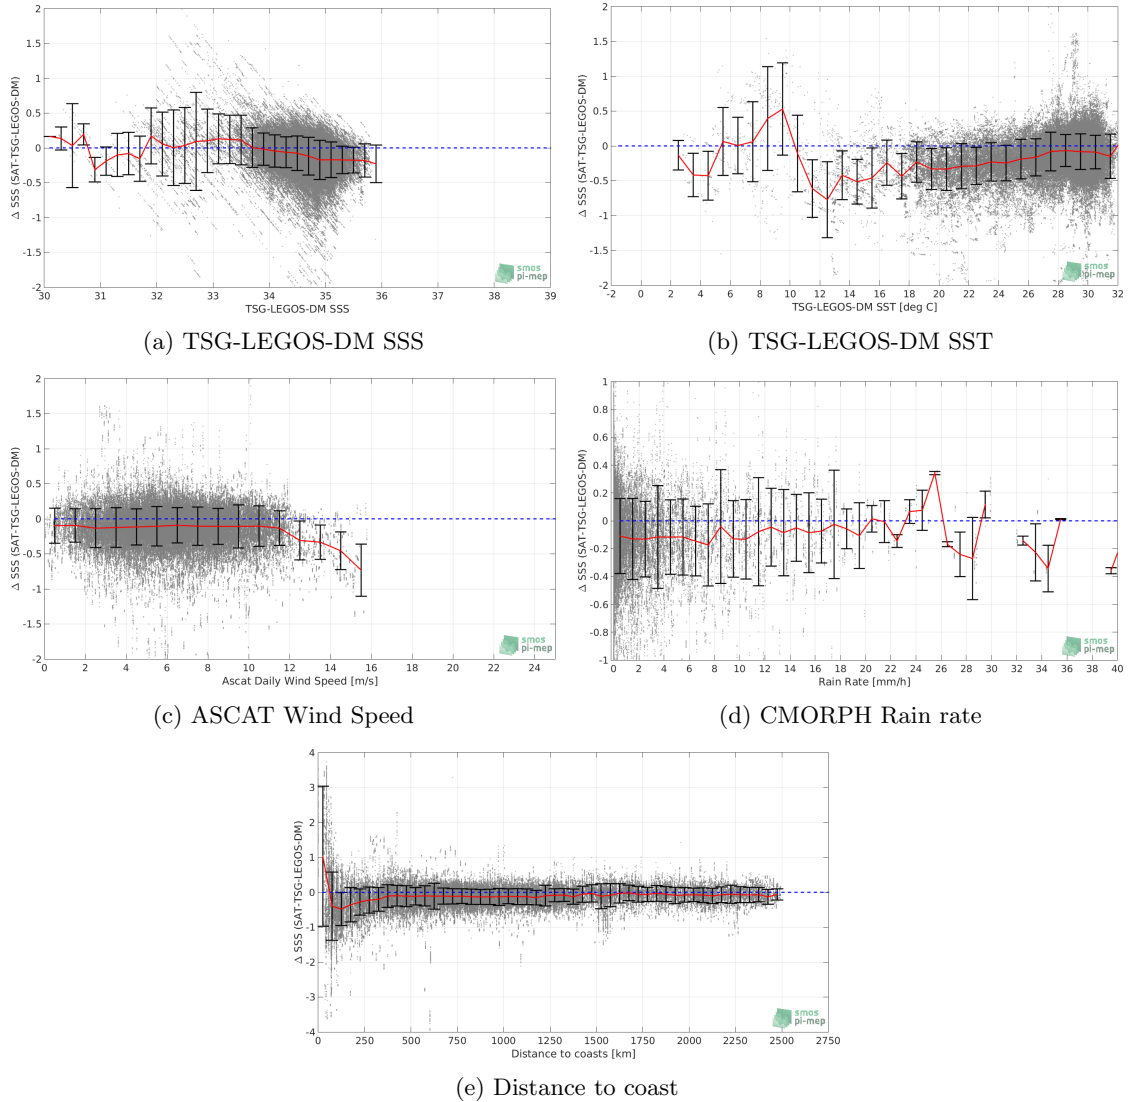 2
1.5
1
0.5
0
-0.5
-1
-1.5
-2
Δ SSS (SAT-TSG-LEGOS-DM)
30 31 32 33 34 35 36 37 38 39
TSG-LEGOS-DM SSS
smos
pi-mep
(a) TSG-LEGOS-DM SSS
2
1.5
1
0.5
0
-0.5
-1
-1.5
-2
Δ SSS (SAT-TSG-LEGOS-DM)
-2 0 2 4 6 8 10 12 14 16 18 20 22 24 26 28 30 32
TSG-LEGOS-DM SST [deg C]
smos
pi-mep
(b) TSG-LEGOS-DM SST
2
1.5
1
0.5
0
-0.5
-1
-1.5
-2
Δ SSS (SAT-TSG-LEGOS-DM)
0 2 4 6 8 10 12 14 16 18 20 22 24
Ascat Daily Wind Speed [m/s]
smos
pi-mep
(c) ASCAT Wind Speed
1
0.8
0.6
0.4
0.2
0
-0.2
-0.4
-0.6
-0.8
-1
Δ SSS (SAT-TSG-LEGOS-DM)
0 2 4 6 8 10 12 14 16 18 20 22 24 26 28 30 32 34 36 38 40
Rain Rate [mm/h]
smos
pi-mep
(d) CMORPH Rain rate
4
3
2
1
0
-1
-2
-3
-4
Δ SSS (SAT-TSG-LEGOS-DM)
0 250 500 750 1000 1250 1500 1750 2000 2250 2500 2750
Distance to coasts [km]
smos
pi-mep
(e) Distance to coast